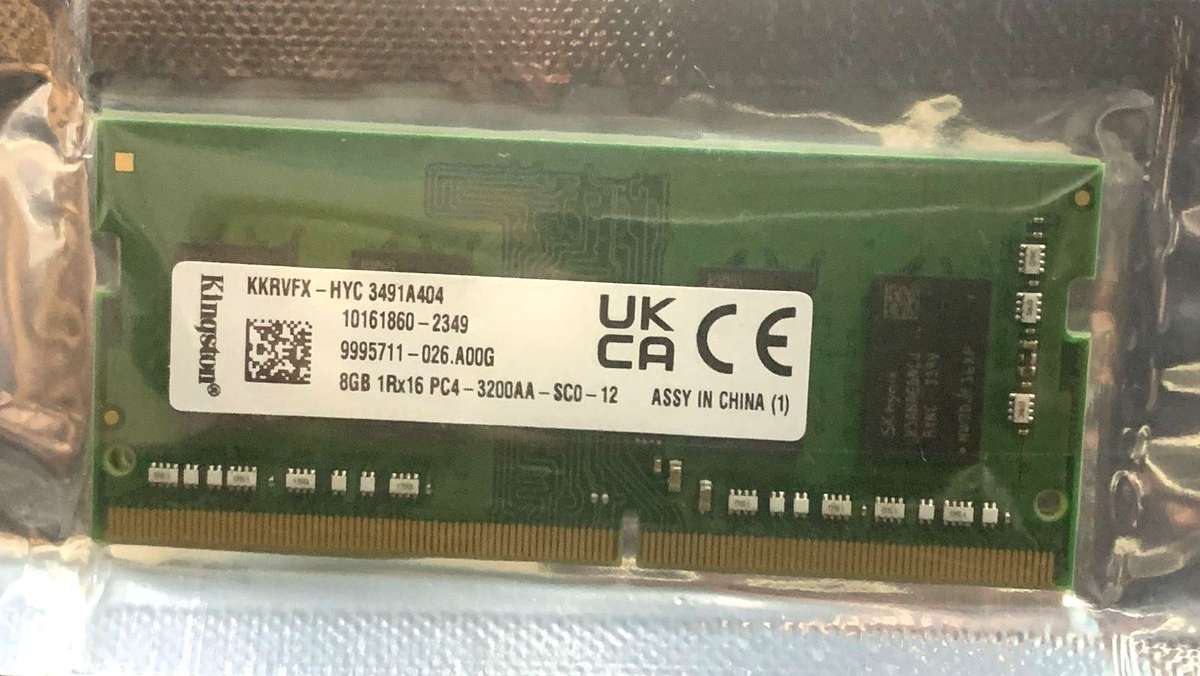 Kingston®
KKRVFX-HYC 3491A404
10161860-2349
9995711-026.A00G
8GB 1Rx16 PC4-3200AA-SC0-12
UK
CA
CE
ASSY IN CHINA (1)
SKhynix